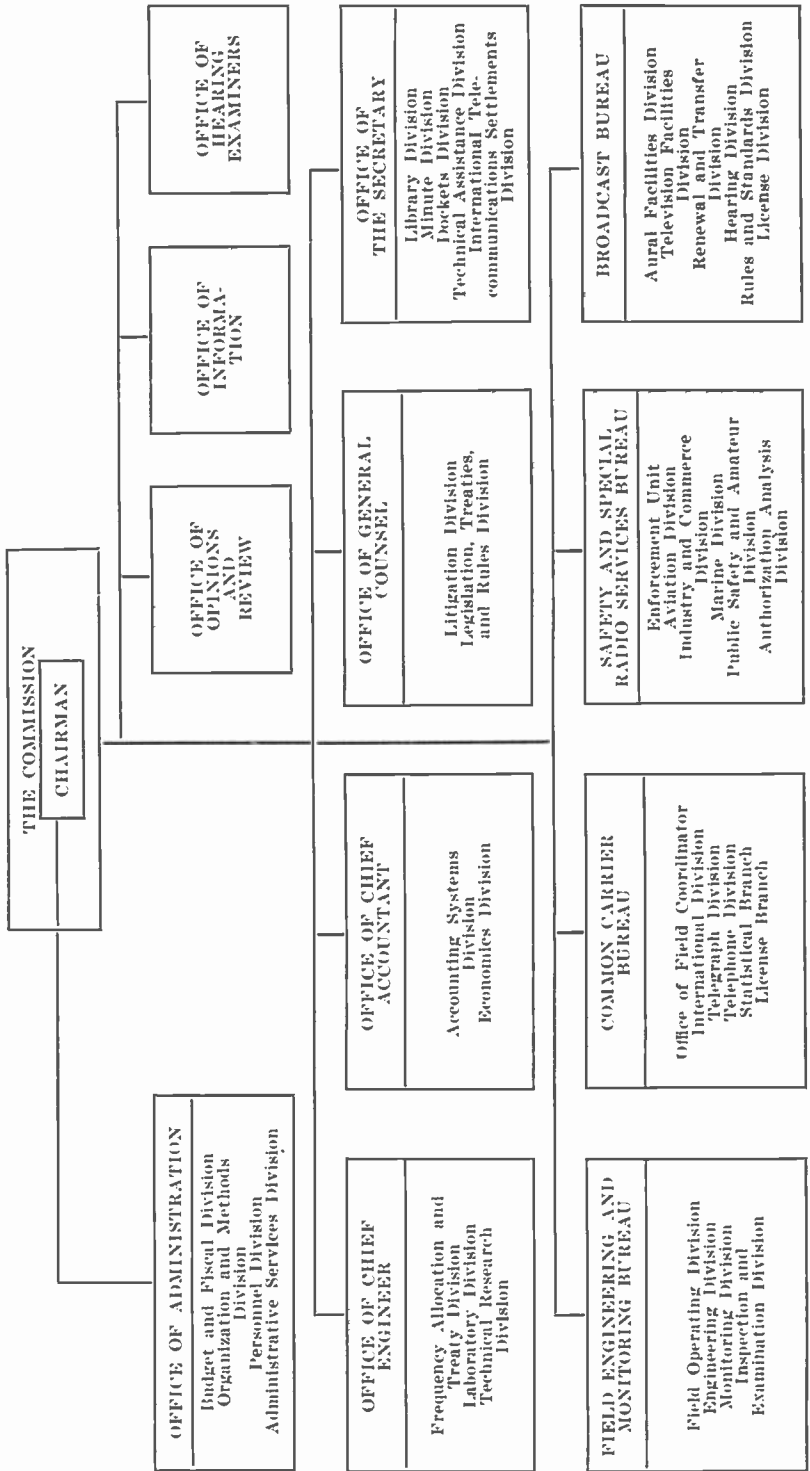 THE COMMISSION
CHAIRMAN
OFFICE OF ADMINISTRATION
Budget and Fiscal Division
Organization and Methods
Division
Personnel Division
Administrative Services Division
OFFICE OF
OPINIONS
AND
REVIEW
OFFICE OF
INFORMA-
TION
OFFICE OF
HEARING
EXAMINERS
OFFICE OF CHIEF
ENGINEER
Frequency Allocation and
Treaty Division
Laboratory Division
Technical Research
Division
OFFICE OF CHIEF
ACCOUNTANT
Accounting Systems
Division
Economics Division
OFFICE OF GENERAL
COUNSEL
Litigation Division
Legislation, Treaties,
and Rules Division
OFFICE OF
THE SECRETARY
Library Division
Minute Division
Dockets Division
Technical Assistance Division
International Tele-
communications Settlements
Division
FIELD ENGINEERING AND
MONITORING BUREAU
Field Operating Division
Engineering Division
Monitoring Division
Inspection and
Examination Division
COMMON CARRIER
BUREAU
Office of Field Coordinator
International Division
Telegraph Division
Telephone Division
Statistical Branch
License Branch
SAFETY AND SPECIAL
RADIO SERVICES BUREAU
Enforcement Unit
Aviation Division
Industry and Commerce
Division
Marine Division
Public Safety and Amateur
Division
Authorization Analysis
Division
BROADCAST BUREAU
Aural Facilities Division
Television Facilities
Division
Renewal and Transfer
Division
Hearing Division
Rules and Standards Division
License Division